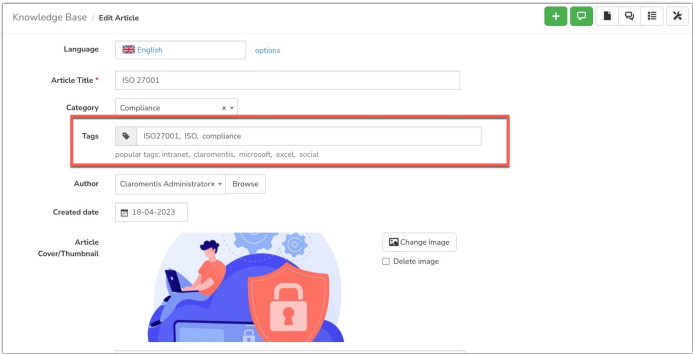 Knowledge Base / Edit Article
Language English options
Article Title * ISO 27001
Category Compliance × 
Tags ISO27001, ISO, compliance
popular tags: intranet, claromentis, microsoft, excel, social
Author Claromentis Administrator× Browse
Created date 18-04-2023
Article
Cover/Thumbnail
Change image
Delete image